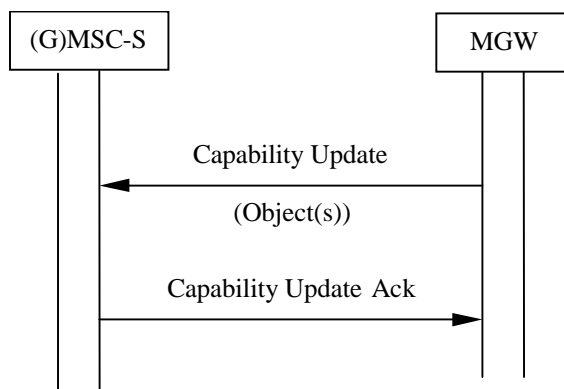 (G)MSC-S
MGW
Capability Update
(Object(s))
Capability Update Ack